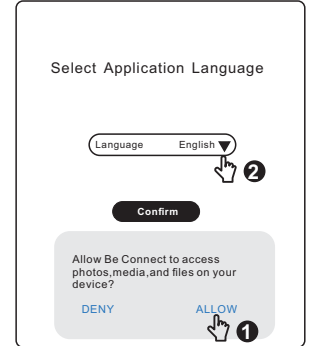 Select Application Language
Language English
2
Confirm
Allow Be Connect to access
photos,media,and files on your
device?
DENY ALLOW
1